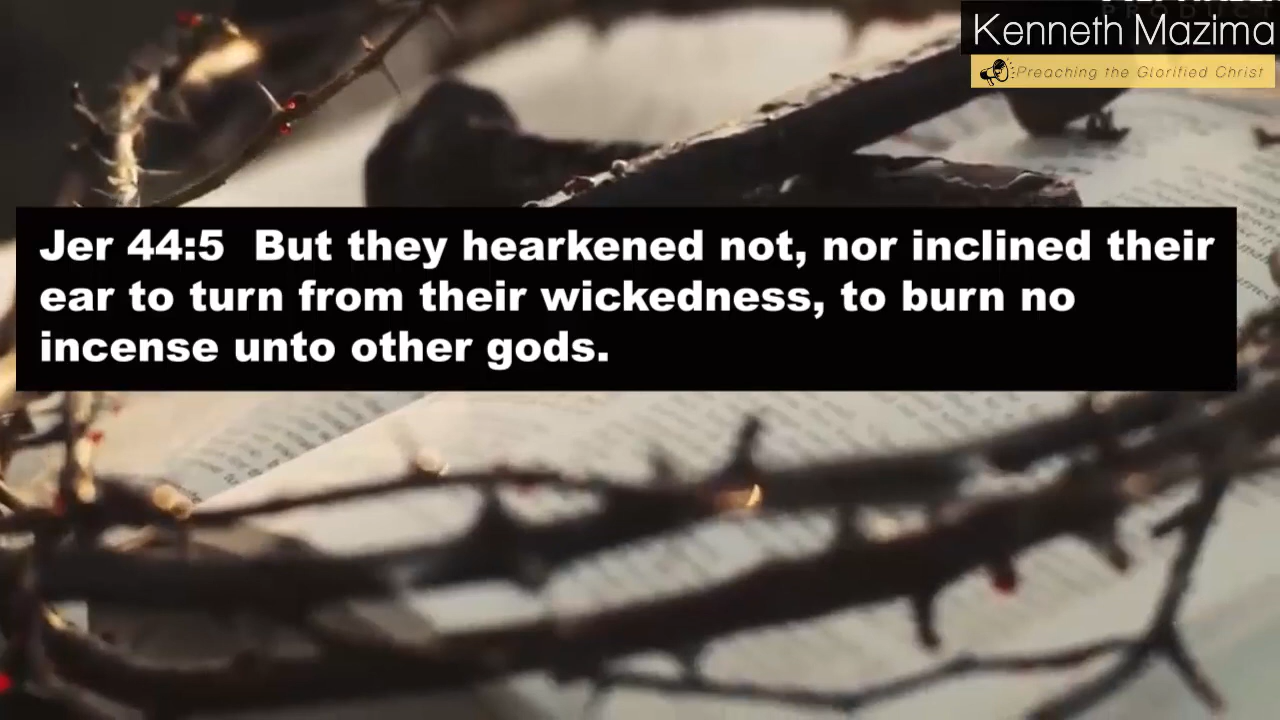 Kenneth Mazima
Preaching the Glorified Christ
Jer 44:5  But they hearkened not, nor inclined their
ear to turn from their wickedness, to burn no
incense unto other gods.